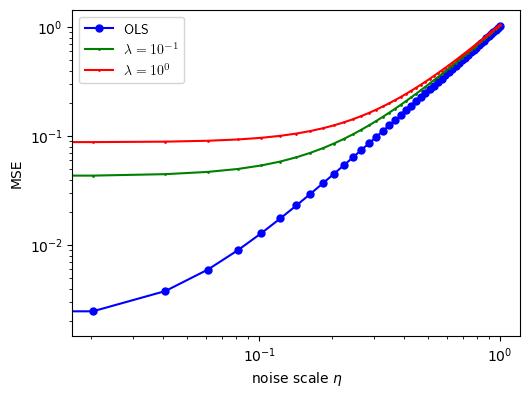 OLS
λ = 10⁻¹
λ = 10⁰
MSE
10⁰
10⁻¹
10⁻²
10⁻¹
10⁰
noise scale η